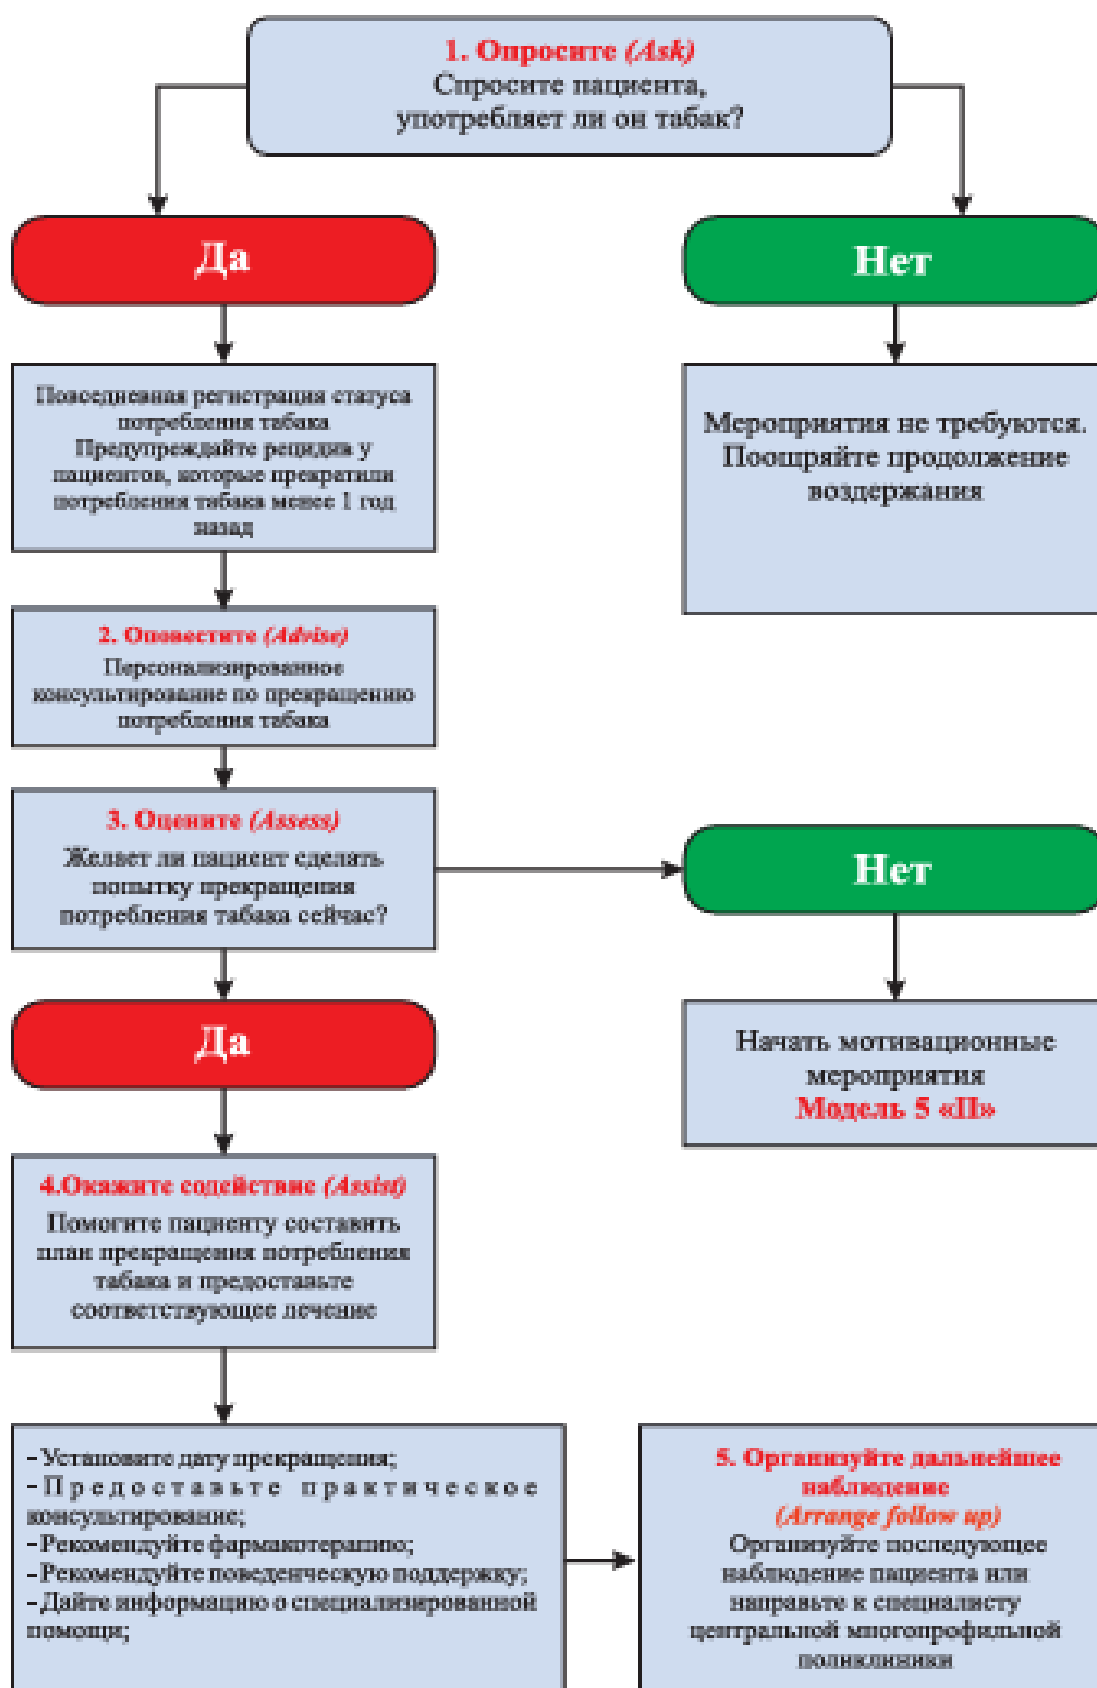 1. Опросите (Ask)
Спросите пациента,
употребляет ли он табак?
Да
Нет
Повседневная регистрация статуса
потребления табака
Предупреждайте рецидив у
пациентов, которые прекратили
потребления табака менее 1 год
назад
Мероприятия не требуются.
Поощряйте продолжение
воздержания
2. Оповестите (Advise)
Персонализированное
консультирование по прекращению
потребления табака
3. Оцените (Assess)
Желает ли пациент сделать
попытку прекращения
потребления табака сейчас?
Нет
Да
Начать мотивационные
мероприятия
Модель 5 «П»
4.Окажите содействие (Assist)
Помогите пациенту составить
план прекращения потребления
табака и предоставьте
соответствующее лечение
– Установите дату прекращения;
– Предоставьте практическое
консультирование;
– Рекомендуйте фармакотерапию;
– Рекомендуйте поведенческую поддержку;
– Дайте информацию о специализированной
помощи;
5. Организуйте дальнейшее
наблюдение
(Arrange follow up)
Организуйте последующее
наблюдение пациента или
направьте к специалисту
центральной многопрофильной
поликлиники